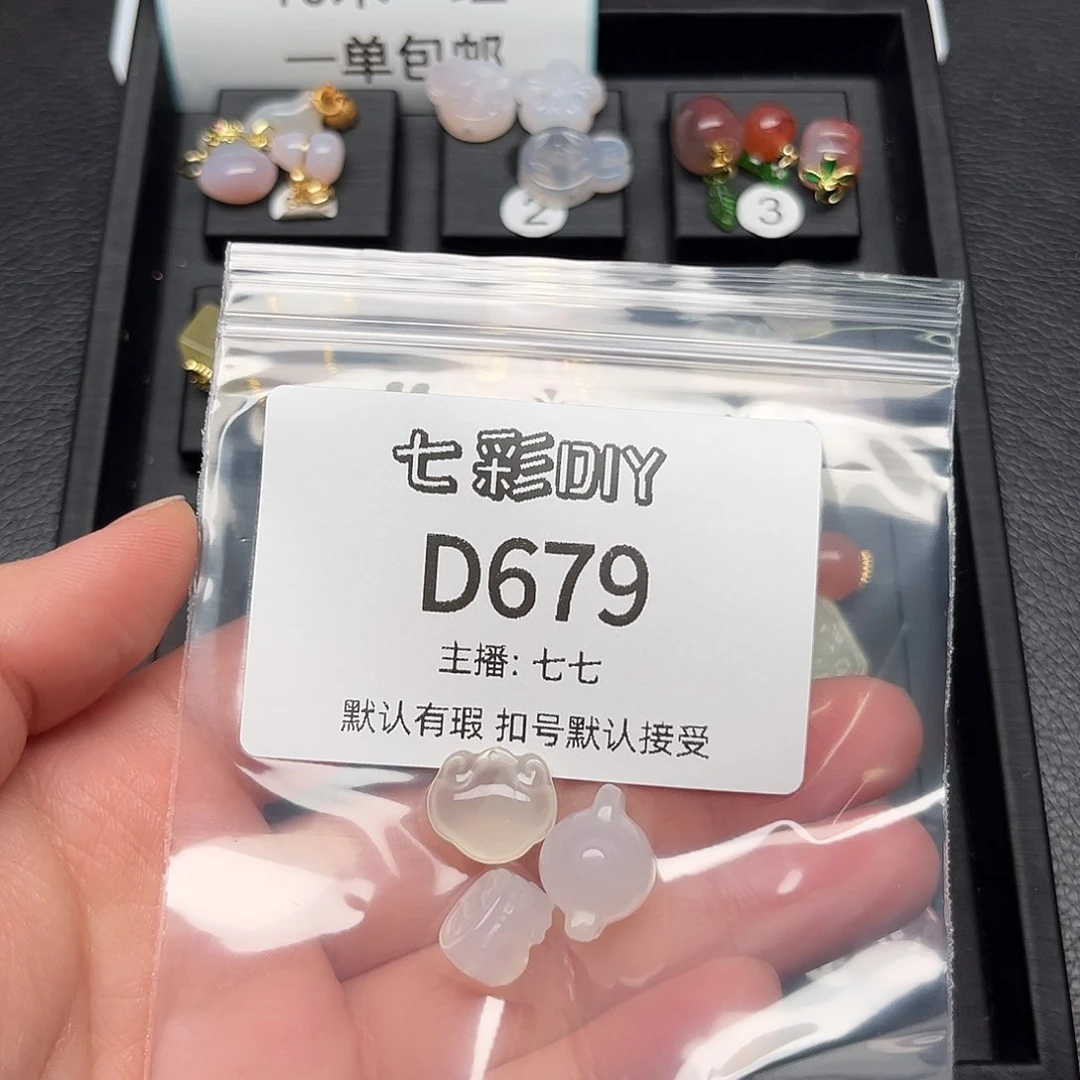 一单包邮
2
3
七彩DIY
D679
主播: 七七
默认有瑕 扣号默认接受